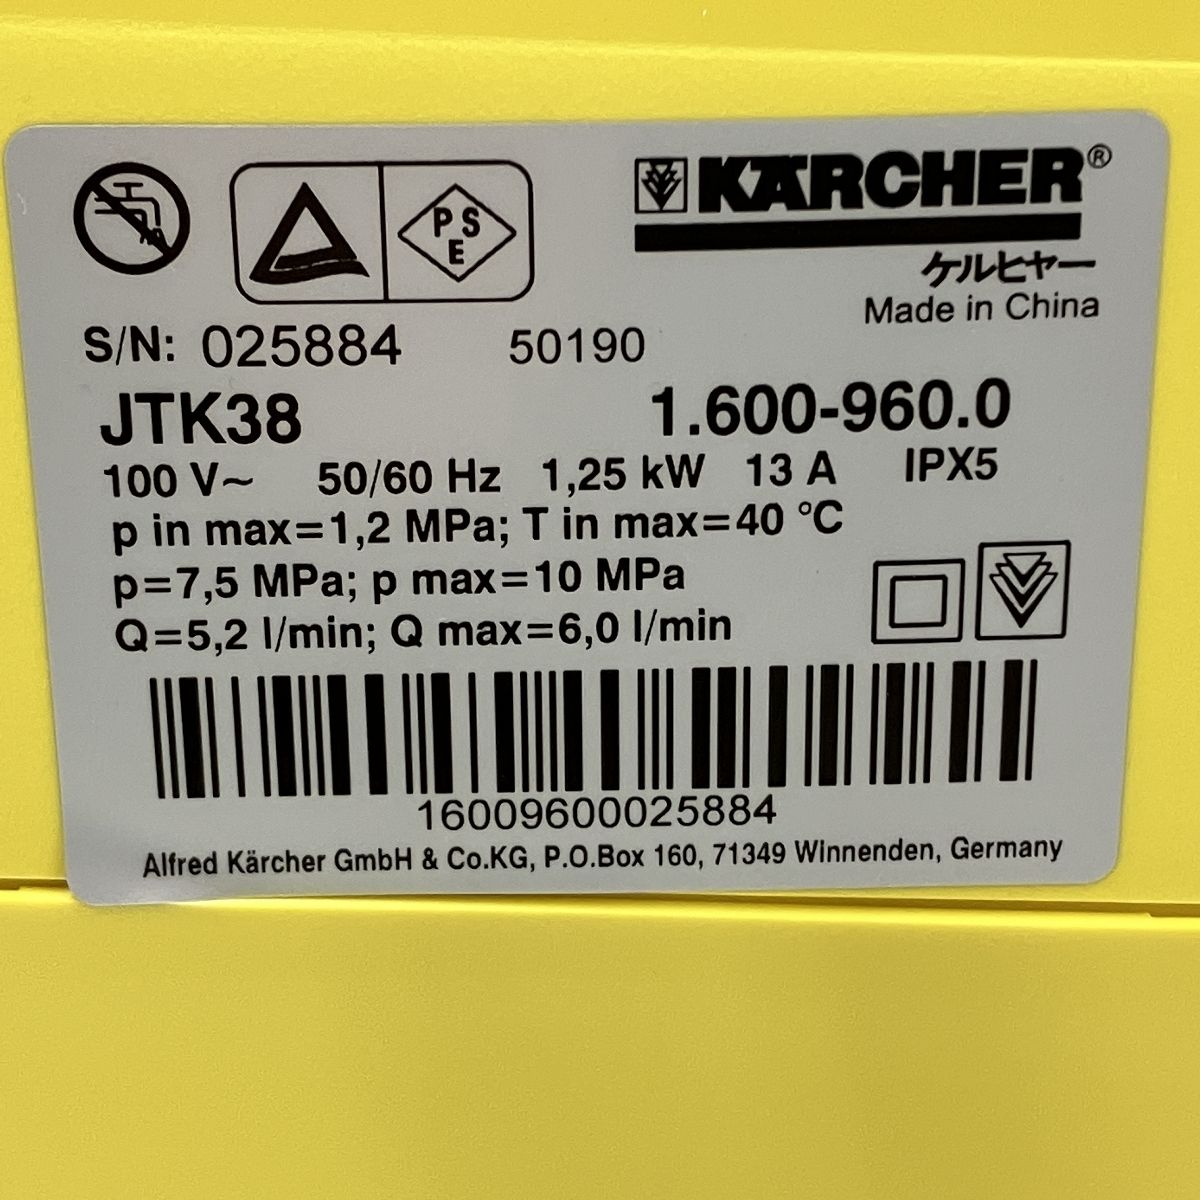 KÄRCHER®
ケルヒャー
Made in China
PSE
S/N: 025884 50190
JTK38 1.600-960.0
100 V~ 50/60 Hz 1,25 kW 13 A IPX5
p in max=1,2 MPa; T in max=40 °C
p=7,5 MPa; p max=10 MPa
Q=5,2 l/min; Q max=6,0 l/min
16009600025884
Alfred Kärcher GmbH & Co.KG, P.O.Box 160, 71349 Winnenden, Germany